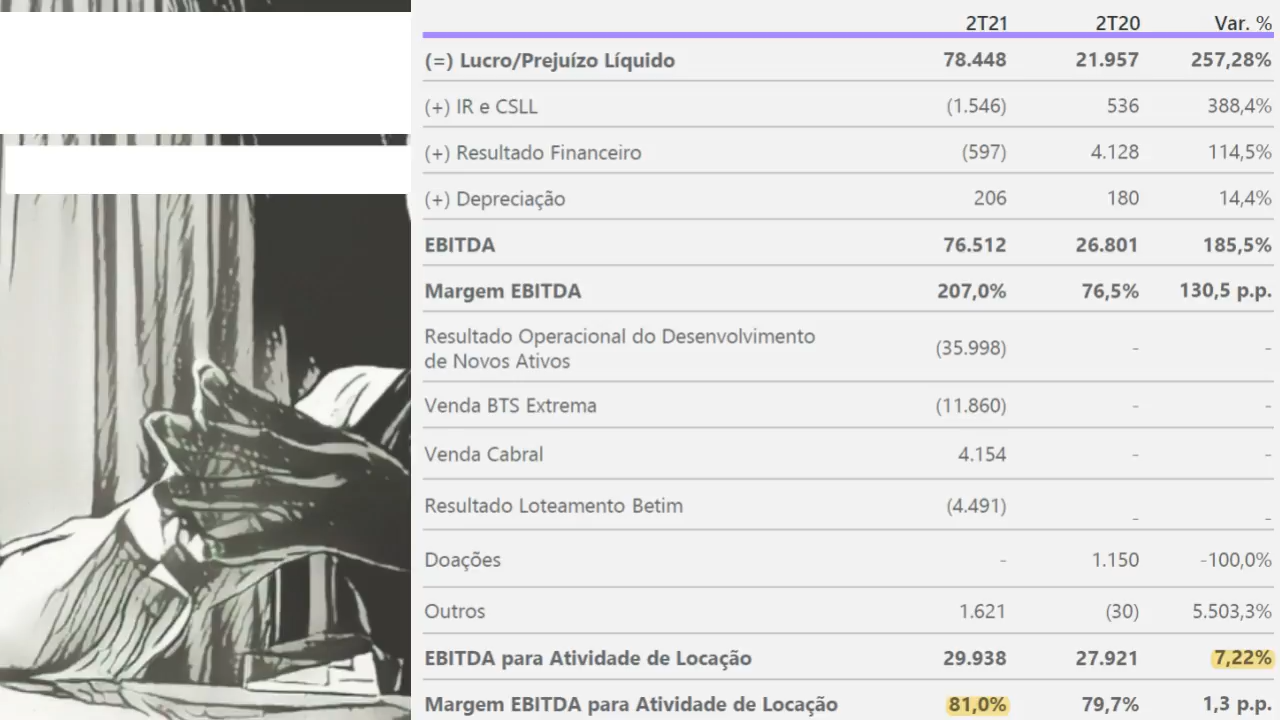 2T21 2T20 Var. %
(=) Lucro/Prejuízo Líquido 78.448 21.957 257,28%
(+) IR e CSLL (1.546) 536 388,4%
(+) Resultado Financeiro (597) 4.128 114,5%
(+) Depreciação 206 180 14,4%
EBITDA 76.512 26.801 185,5%
Margem EBITDA 207,0% 76,5% 130,5 p.p.
Resultado Operacional do Desenvolvimento
de Novos Ativos (35.998) - -
Venda BTS Extrema (11.860) - -
Venda Cabral 4.154 - -
Resultado Loteamento Betim (4.491) - -
Doações - 1.150 -100,0%
Outros 1.621 (30) 5.503,3%
EBITDA para Atividade de Locação 29.938 27.921 7,22%
Margem EBITDA para Atividade de Locação 81,0% 79,7% 1,3 p.p.